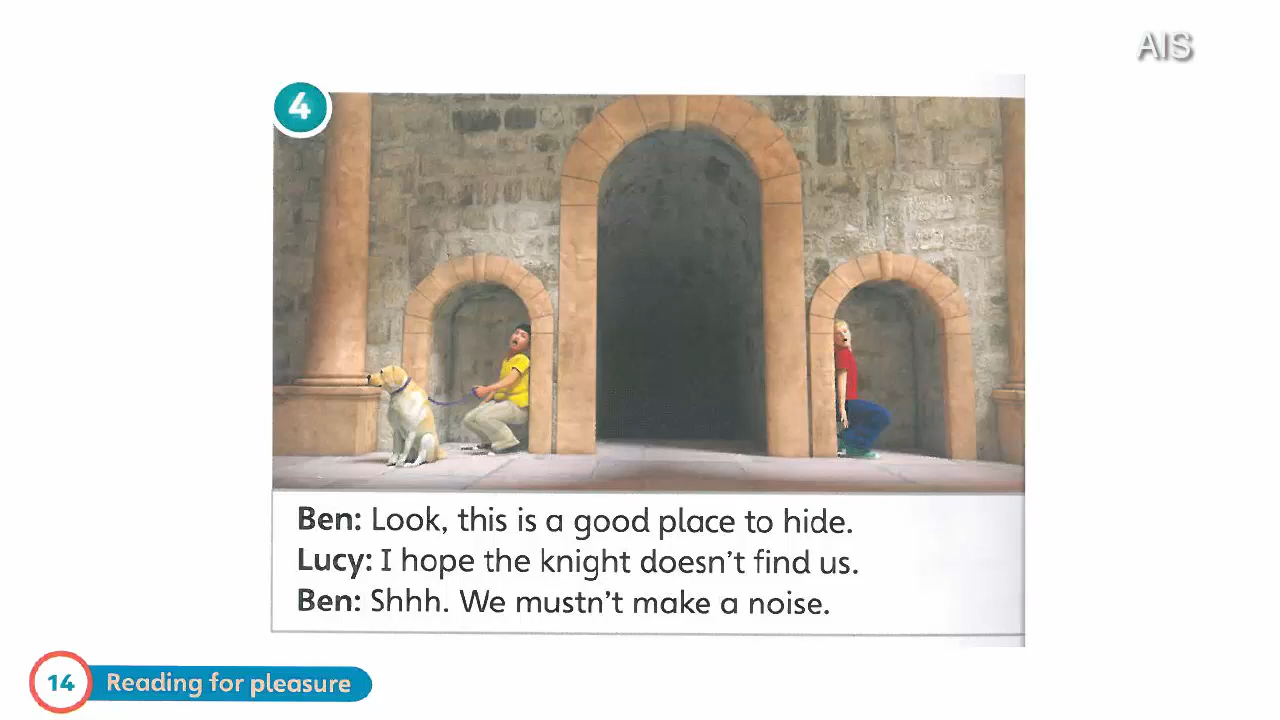 AIS
4
Ben: Look, this is a good place to hide.
Lucy: I hope the knight doesn't find us.
Ben: Shhh. We mustn't make a noise.
14 Reading for pleasure